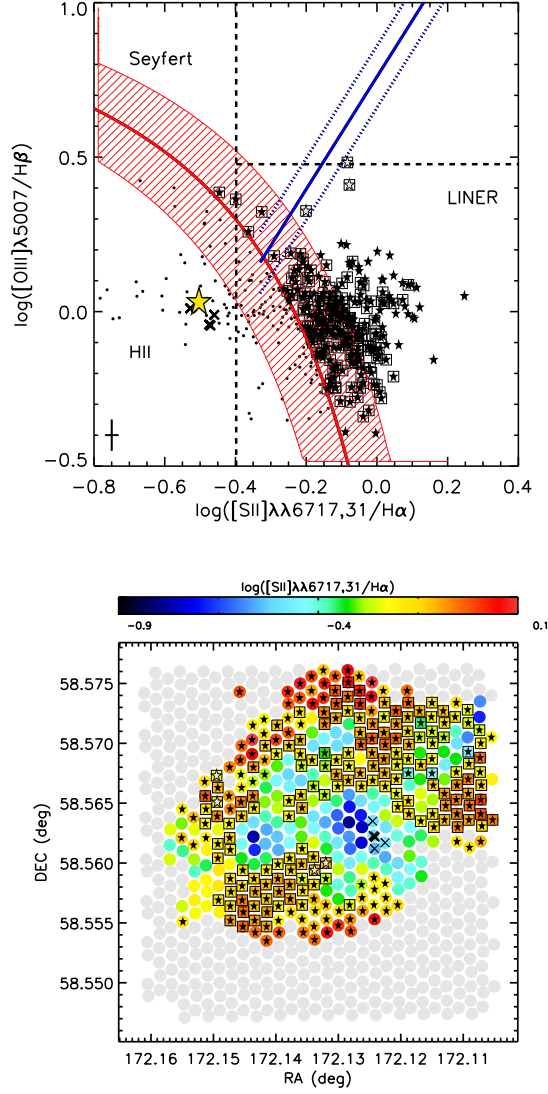 1.0
0.5
0.0
−0.5
log([OIII]λ5007/Hβ)
Seyfert
LINER
HII
−0.8 −0.6 −0.4 −0.2 0.0 0.2 0.4
log([SII]λλ6717,31/Hα)
log([SII]λλ6717,31/Hα)
−0.9 −0.4 0.1
58.575
58.570
58.565
58.560
58.555
58.550
DEC (deg)
172.16 172.15 172.14 172.13 172.12 172.11
RA (deg)